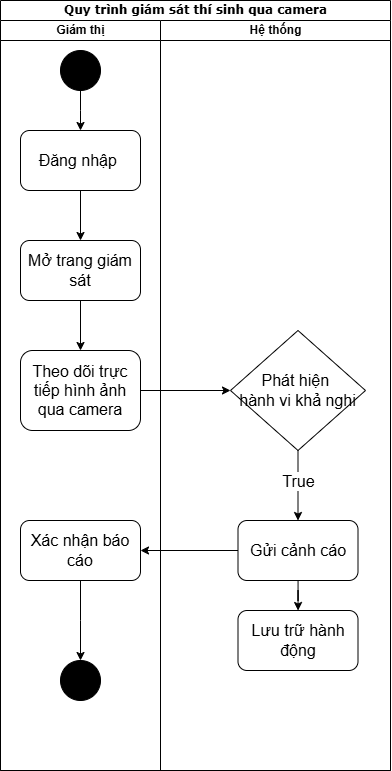 Quy trình giám sát thí sinh qua camera
Giám thị
Hệ thống
Đăng nhập
Mở trang giám
sát
Theo dõi trực
tiếp hình ảnh
qua camera
Phát hiện
hành vi khả nghi
True
Gửi cảnh cáo
Xác nhận báo
cáo
Lưu trữ hành
động